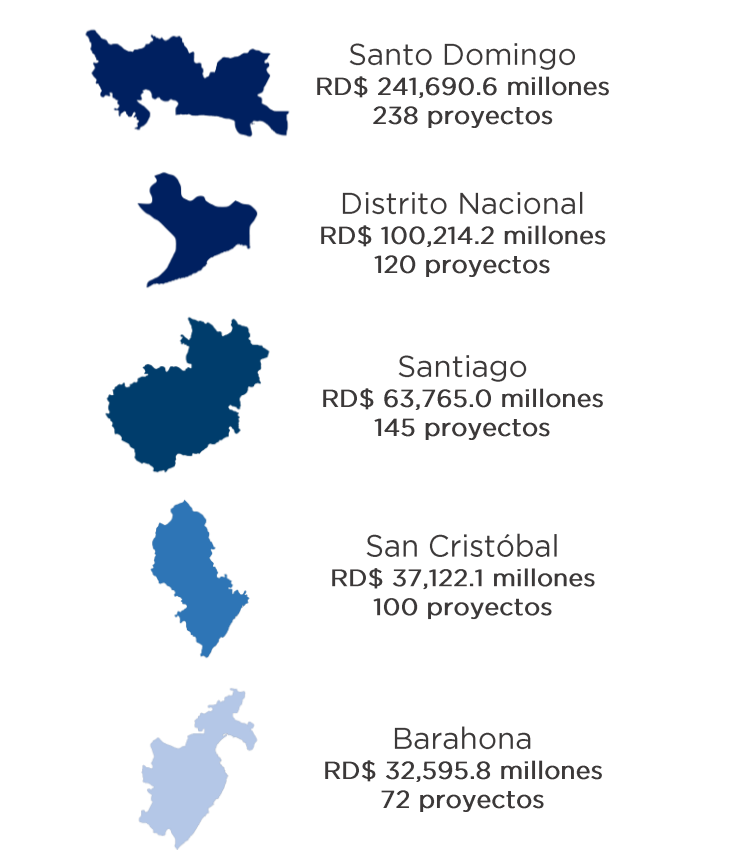 Santo Domingo
RD$ 241,690.6 millones
238 proyectos
Distrito Nacional
RD$ 100,214.2 millones
120 proyectos
Santiago
RD$ 63,765.0 millones
145 proyectos
San Cristóbal
RD$ 37,122.1 millones
100 proyectos
Barahona
RD$ 32,595.8 millones
72 proyectos